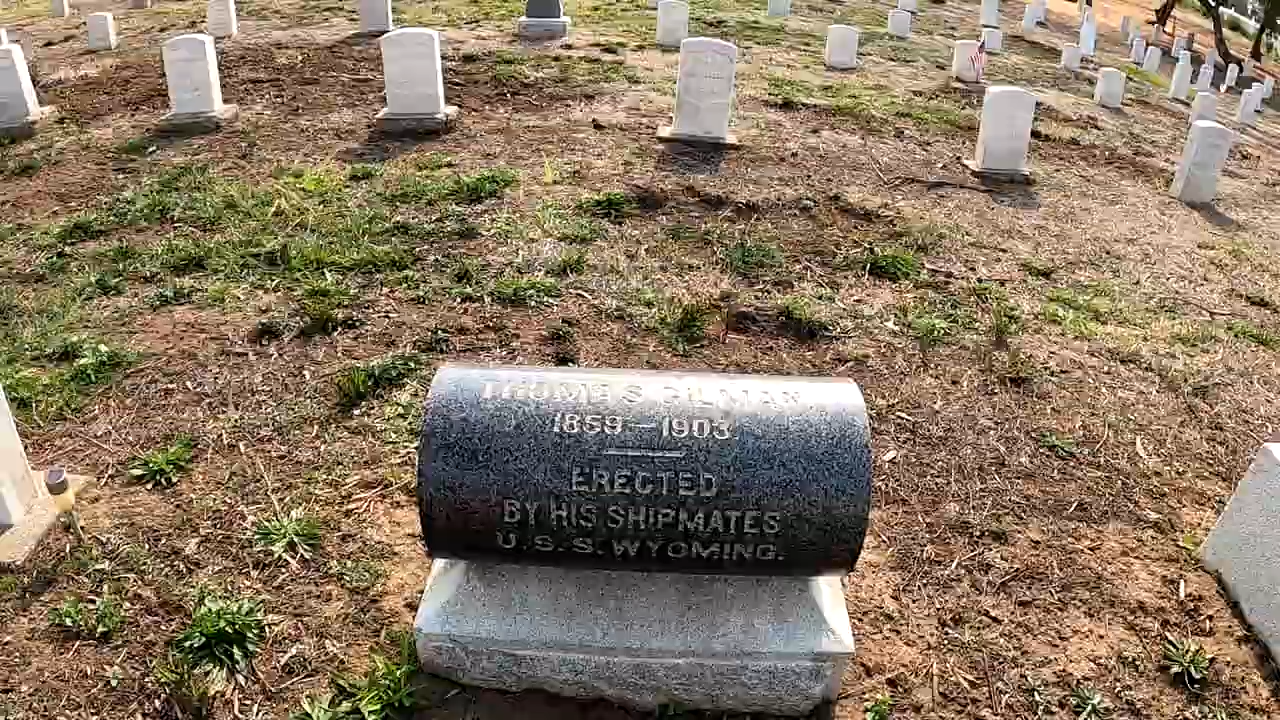 THOMAS GILMAN
1859—1903.
ERECTED
BY HIS SHIPMATES
U.S.S. WYOMING.